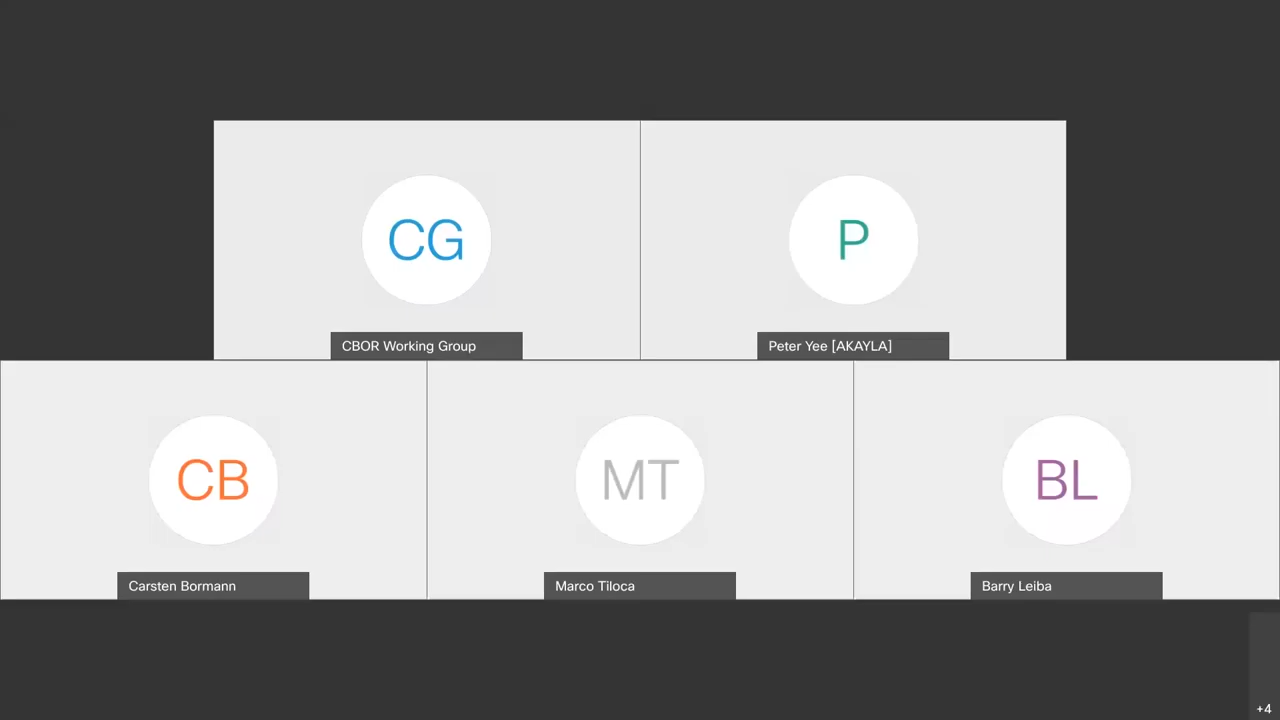 CG
P
CBOR Working Group
Peter Yee [AKAYLA]
CB
MT
BL
Carsten Bormann
Marco Tiloca
Barry Leiba
+4